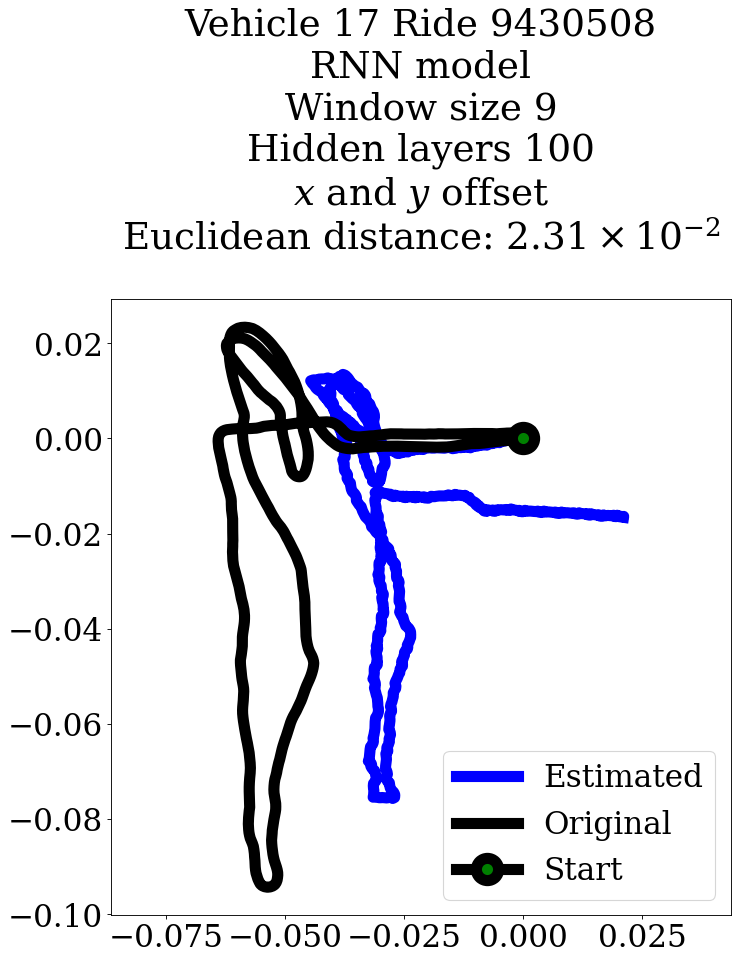 Vehicle 17 Ride 9430508
RNN model
Window size 9
Hidden layers 100
x and y offset
Euclidean distance: 2.31 × 10⁻²
0.02
0.00
−0.02
−0.04
−0.06
−0.08
−0.10
Estimated
Original
Start
−0.075 −0.050 −0.025 0.000 0.025